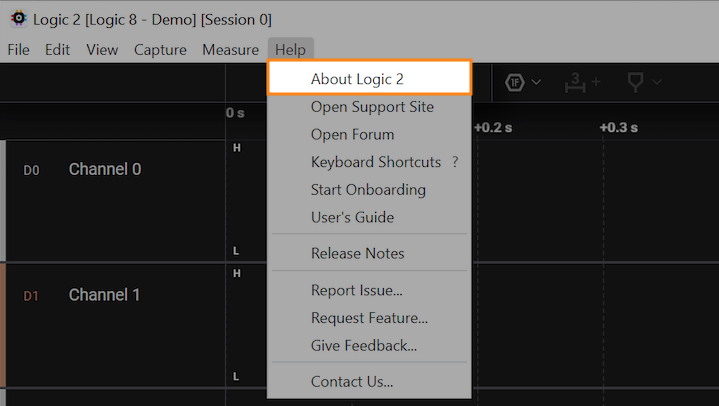 Logic 2 [Logic 8 - Demo] [Session 0]
File Edit View Capture Measure Help
About Logic 2
1F 3 +
Open Support Site
0 s +0.2 s +0.3 s
Open Forum
H
Keyboard Shortcuts ?
D0 Channel 0
Start Onboarding
User's Guide
L
Release Notes
H
Report Issue...
D1 Channel 1
Request Feature...
Give Feedback...
L
Contact Us...